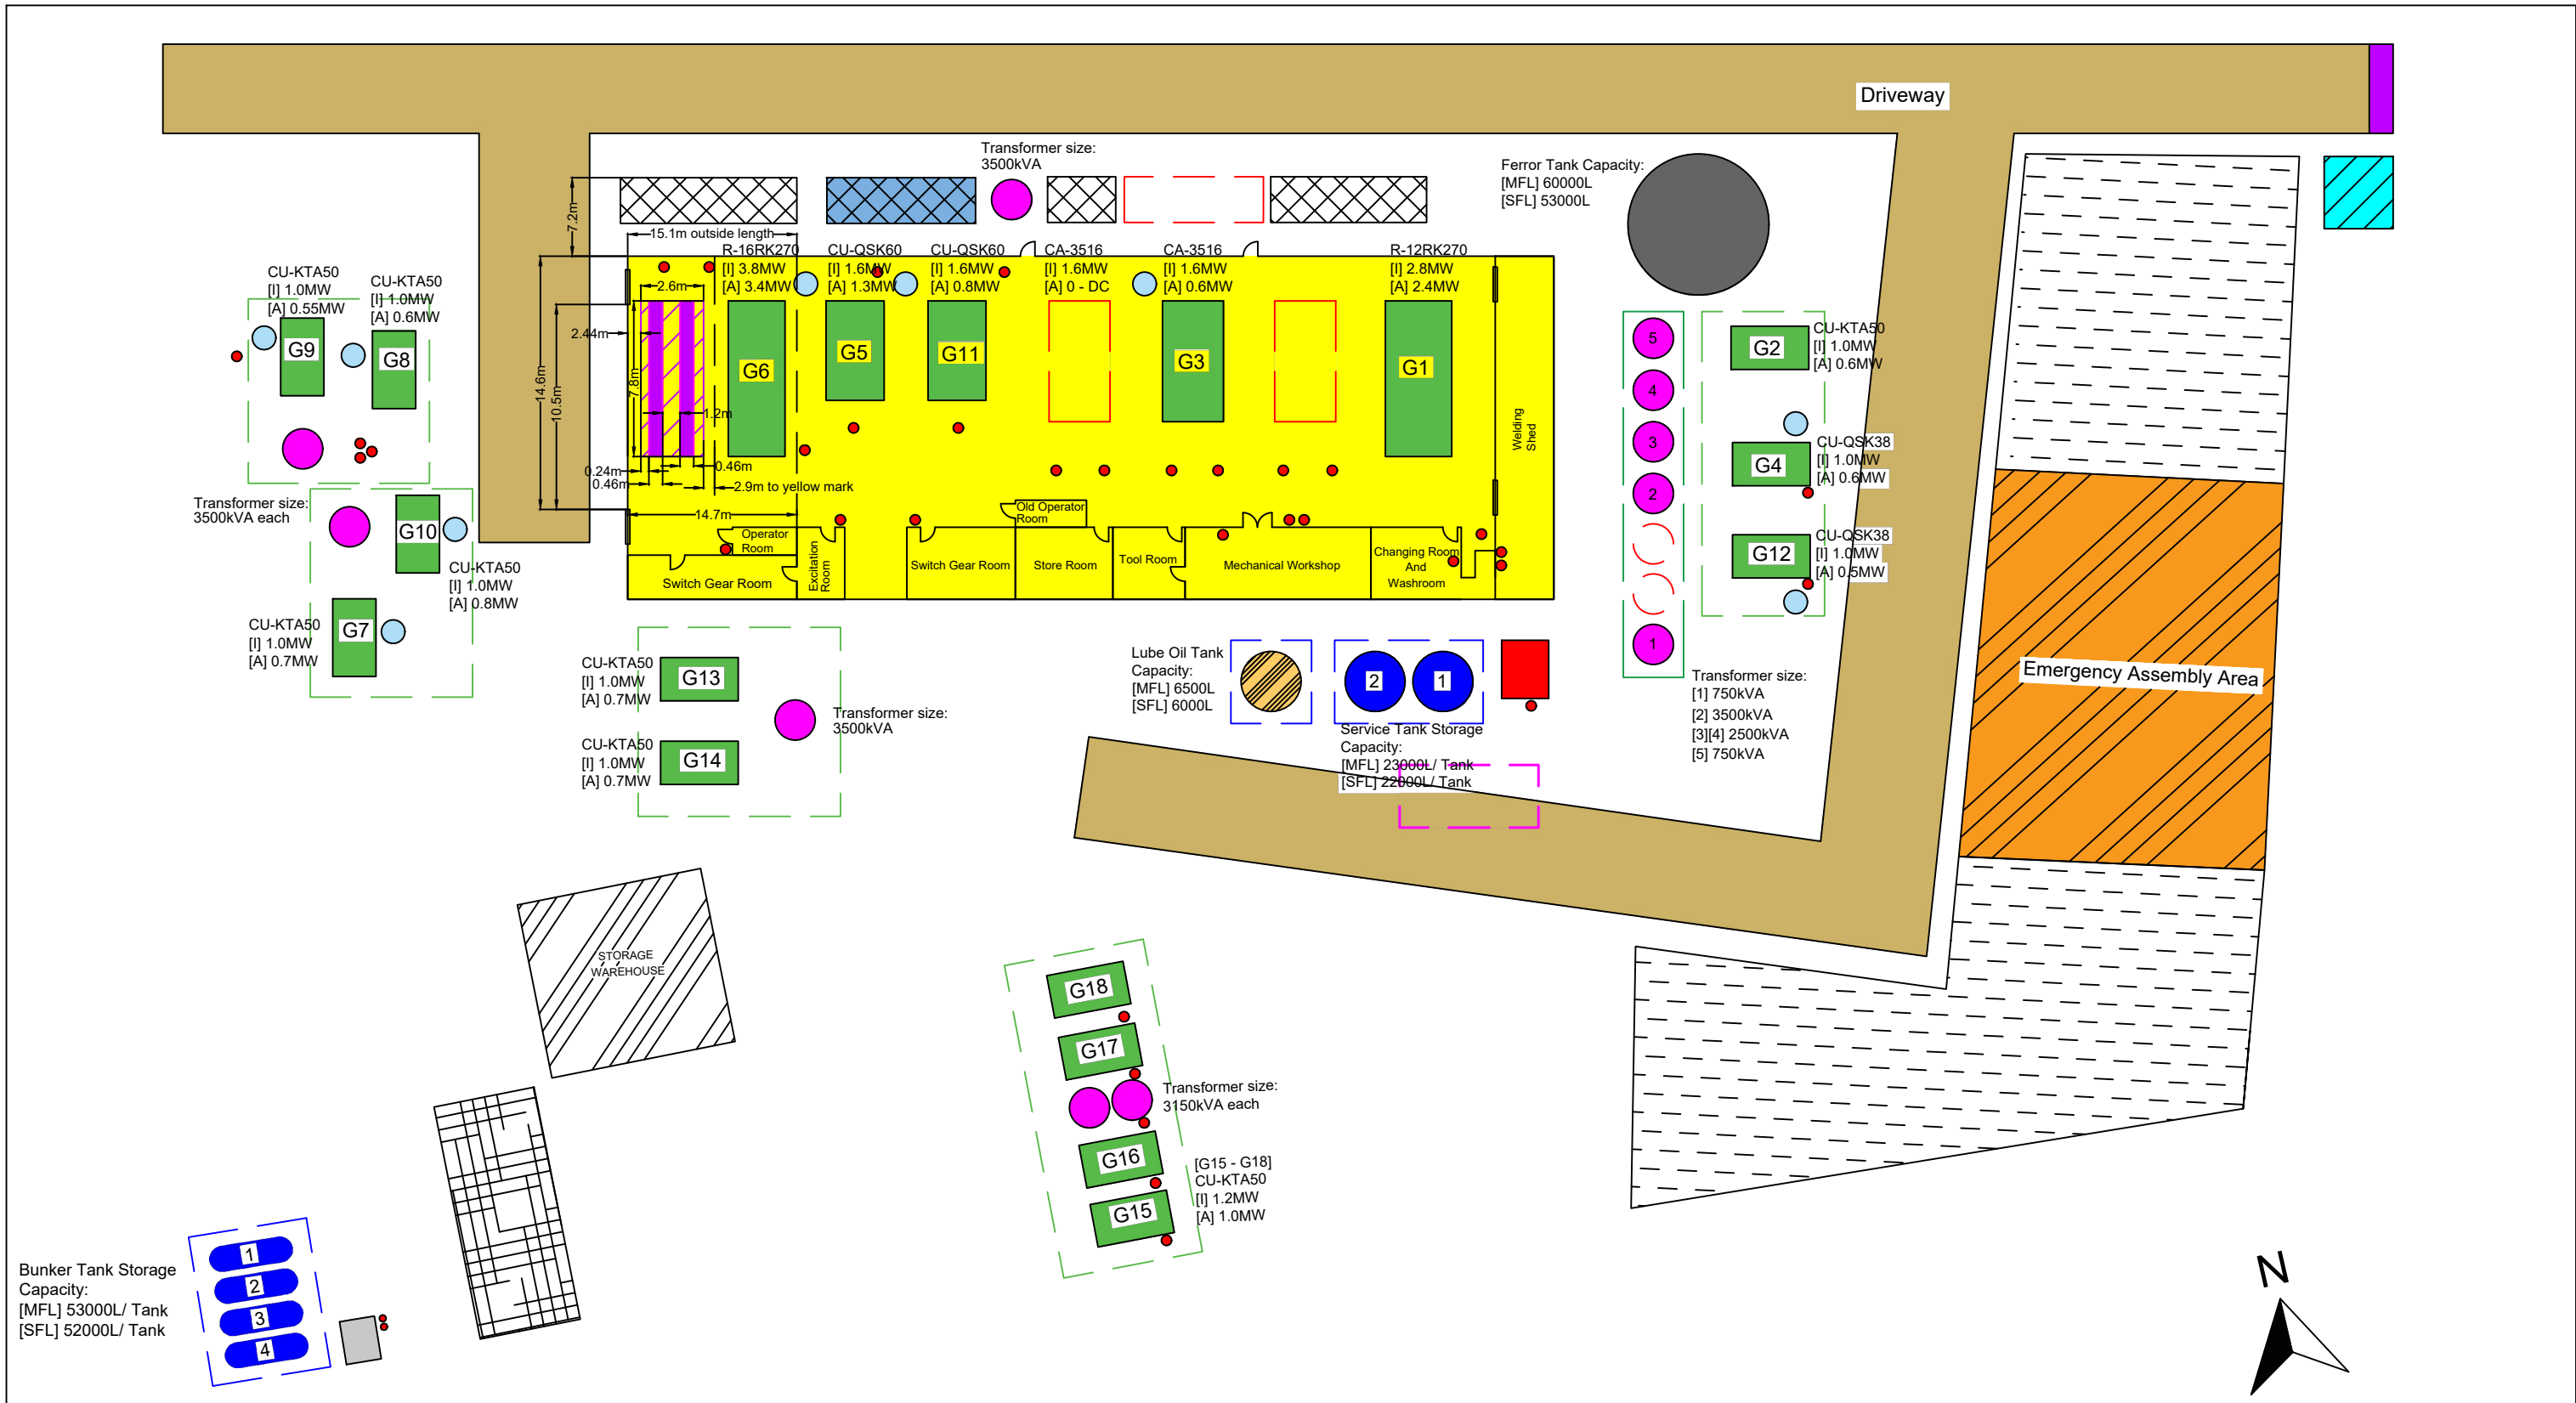 Driveway
Transformer size:
3500kVA
Ferror Tank Capacity:
[MFL] 60000L
[SFL] 53000L
7.2m
15.1m outside length
R-16RK270
[I] 3.8MW
[A] 3.4MW
CU-QSK60
[I] 1.6MW
[A] 1.3MW
CU-QSK60
[I] 1.6MW
[A] 0.8MW
CA-3516
[I] 1.6MW
[A] 0 - DC
CA-3516
[I] 1.6MW
[A] 0.6MW
R-12RK270
[I] 2.8MW
[A] 2.4MW
CU-KTA50
[I] 1.0MW
[A] 0.55MW
CU-KTA50
[I] 1.0MW
[A] 0.6MW
G9
G8
2.6m
2.44m
14.6m
10.5m
7.8m
1.2m
0.24m
0.46m
0.46m
2.9m to yellow mark
14.7m
G6
G5
G11
G3
G1
Welding
Shed
5
4
3
2
1
G2
CU-KTA50
[I] 1.0MW
[A] 0.6MW
G4
CU-QSK38
[I] 1.0MW
[A] 0.6MW
G12
CU-QSK38
[I] 1.0MW
[A] 0.5MW
Transformer size:
3500kVA each
G10
CU-KTA50
[I] 1.0MW
[A] 0.8MW
CU-KTA50
[I] 1.0MW
[A] 0.7MW
G7
Operator
Room
Switch Gear Room
Excitation
Room
Switch Gear Room
Old Operator
Room
Store Room
Tool Room
Mechanical Workshop
Changing Room
And
Washroom
CU-KTA50
[I] 1.0MW
[A] 0.7MW
G13
CU-KTA50
[I] 1.0MW
[A] 0.7MW
G14
Transformer size:
3500kVA
Lube Oil Tank
Capacity:
[MFL] 6500L
[SFL] 6000L
2
1
Service Tank Storage
Capacity:
[MFL] 23000L/ Tank
[SFL] 22000L/ Tank
Transformer size:
[1] 750kVA
[2] 3500kVA
[3][4] 2500kVA
[5] 750kVA
Emergency Assembly Area
STORAGE
WAREHOUSE
G18
G17
Transformer size:
3150kVA each
G16
G15
[G15 - G18]
CU-KTA50
[I] 1.2MW
[A] 1.0MW
Bunker Tank Storage
Capacity:
[MFL] 53000L/ Tank
[SFL] 52000L/ Tank
1
2
3
4
N